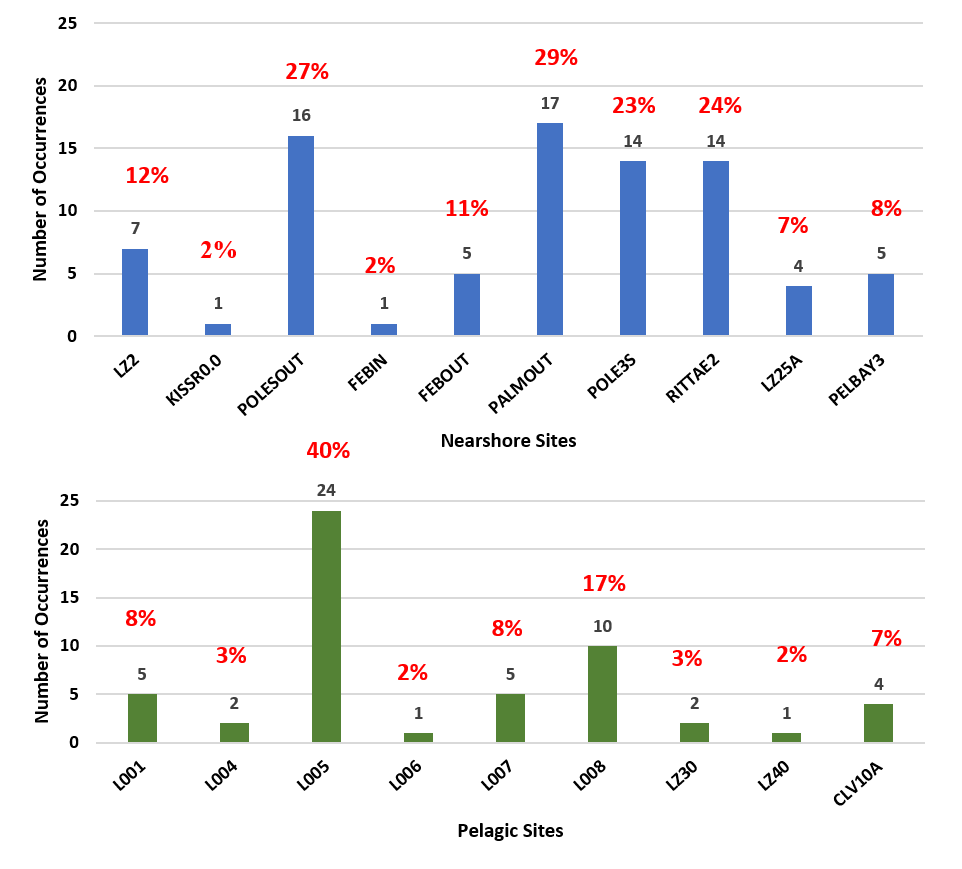 25
20
15
10
5
0
Number of Occurrences
12%
2%
27%
2%
11%
29%
23%
24%
7%
8%
7
1
16
1
5
17
14
14
4
5
LZ2
KISSR0.0
POLESOUT
FEBIN
FEBOUT
PALMOUT
POLE3S
RITTAE2
LZ25A
PELBAY3
Nearshore Sites
25
20
15
10
5
0
Number of Occurrences
8%
3%
40%
2%
8%
17%
3%
2%
7%
5
2
24
1
5
10
2
1
4
L001
L004
L005
L006
L007
L008
LZ30
LZ40
CLV10A
Pelagic Sites